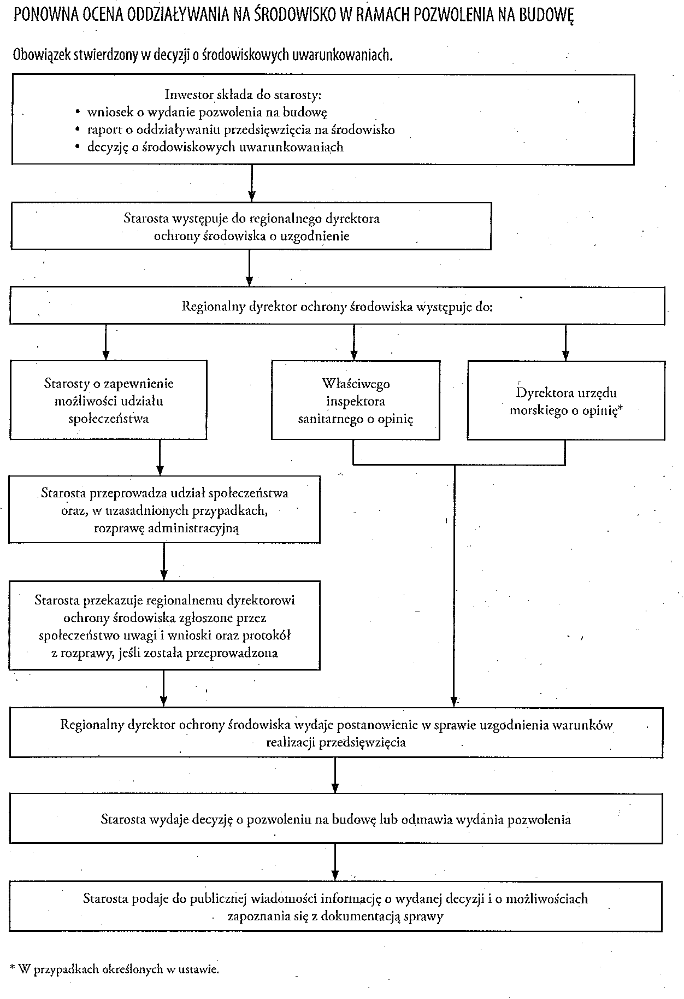 PONOWNA OCENA ODDZIAŁYWANIA NA ŚRODOWISKO W RAMACH POZWOLENIA NA BUDOWĘ
Obowiązek stwierdzony w decyzji o środowiskowych uwarunkowaniach.
Inwestor składa do starosty:
• wniosek o wydanie pozwolenia na budowę
• raport o oddziaływaniu przedsięwzięcia na środowisko
• decyzję o środowiskowych uwarunkowaniach
Starosta występuje do regionalnego dyrektora
ochrony środowiska o uzgodnienie
Regionalny dyrektor ochrony środowiska występuje do:
Starosty o zapewnienie
możliwości udziału
społeczeństwa
Właściwego
inspektora
sanitarnego o opinię
Dyrektora urzędu
morskiego o opinię*
Starosta przeprowadza udział społeczeństwa
oraz, w uzasadnionych przypadkach,
rozprawę administracyjną
Starosta przekazuje regionalnemu dyrektorowi
ochrony środowiska zgłoszone przez
społeczeństwo uwagi i wnioski oraz protokół
z rozprawy, jeśli została przeprowadzona
Regionalny dyrektor ochrony środowiska wydaje postanowienie w sprawie uzgodnienia warunków
realizacji przedsięwzięcia
Starosta wydaje decyzję o pozwoleniu na budowę lub odmawia wydania pozwolenia
Starosta podaje do publicznej wiadomości informację o wydanej decyzji i o możliwościach
zapoznania się z dokumentacją sprawy
* W przypadkach określonych w ustawie.